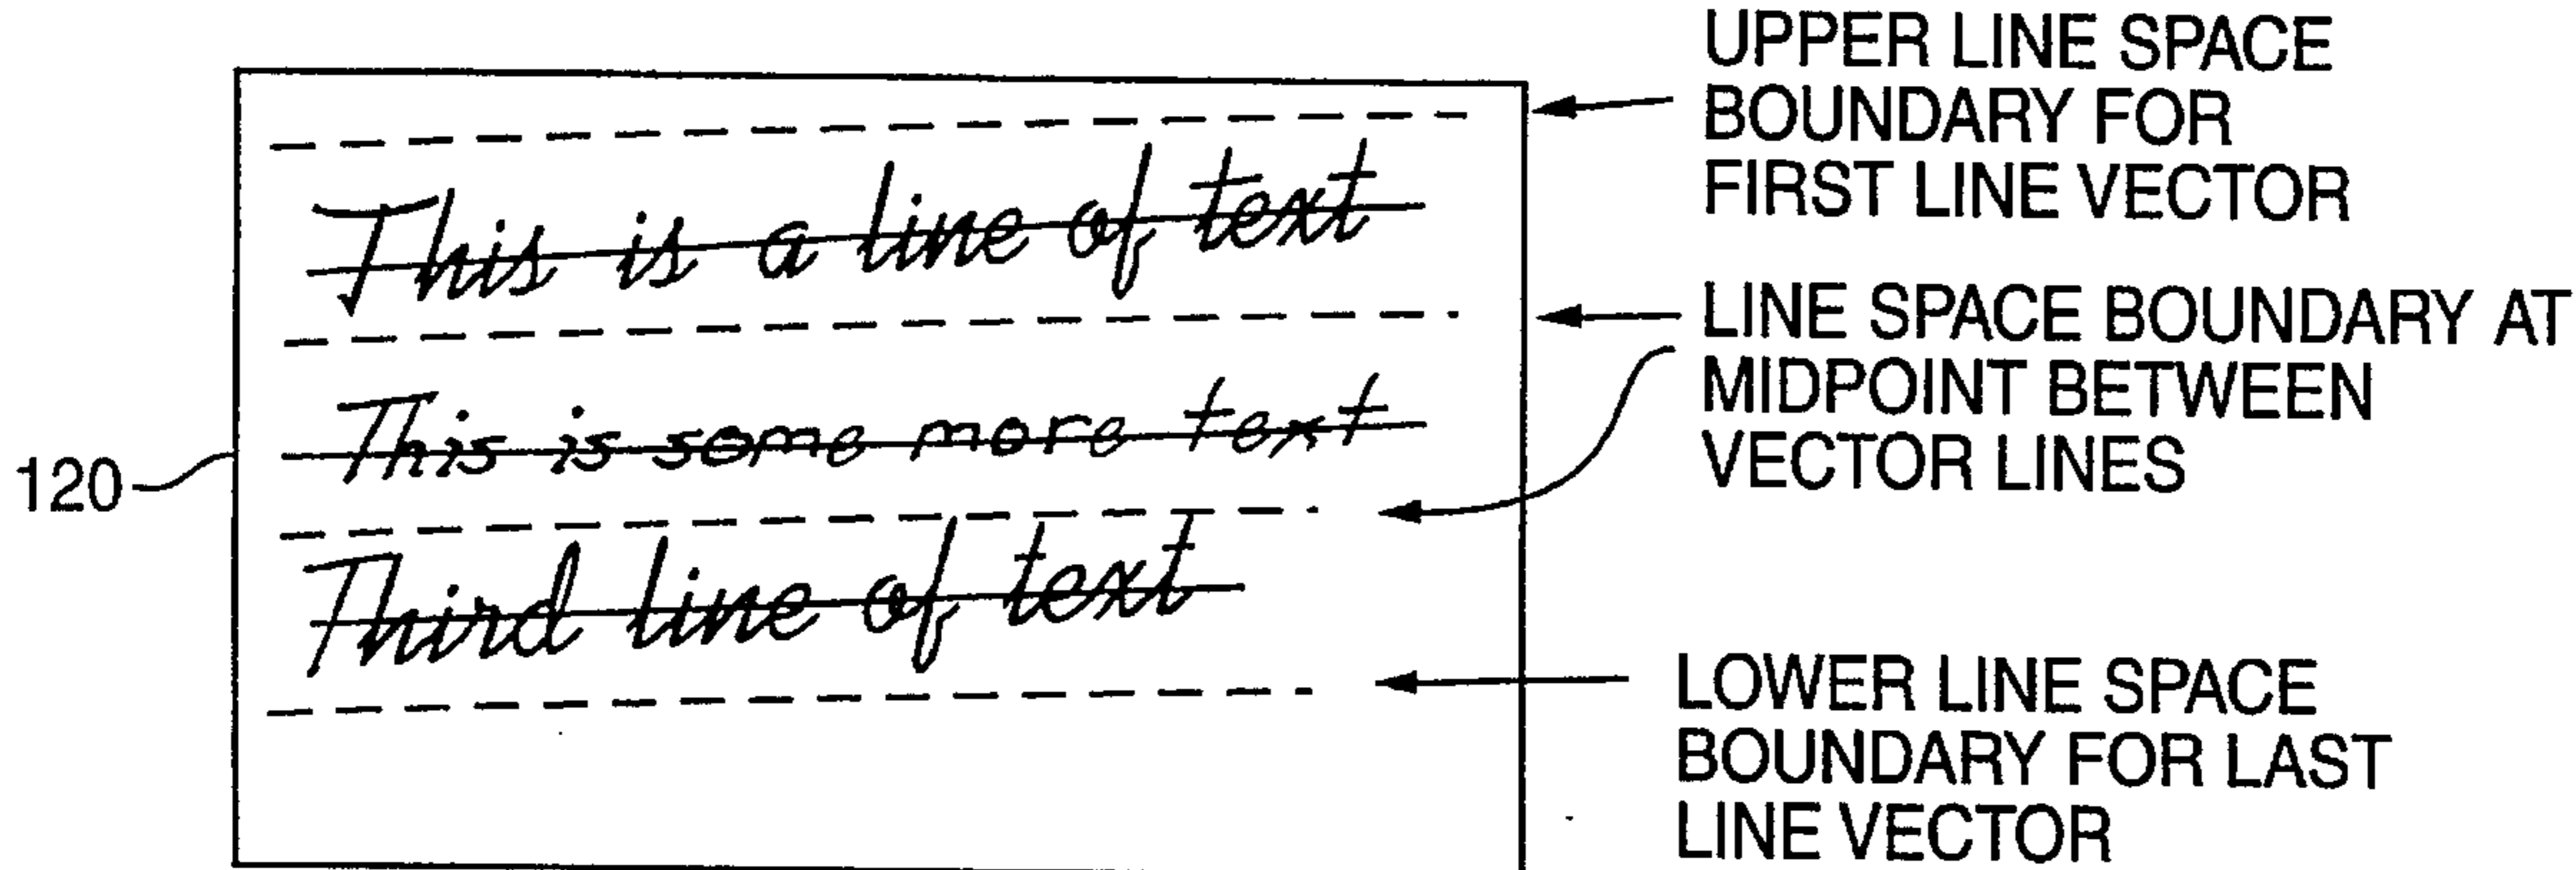 UPPER LINE SPACE
BOUNDARY FOR
FIRST LINE VECTOR
This is a line of text
LINE SPACE BOUNDARY AT
MIDPOINT BETWEEN
VECTOR LINES
This is some more text
120
Third line of text
LOWER LINE SPACE
BOUNDARY FOR LAST
LINE VECTOR